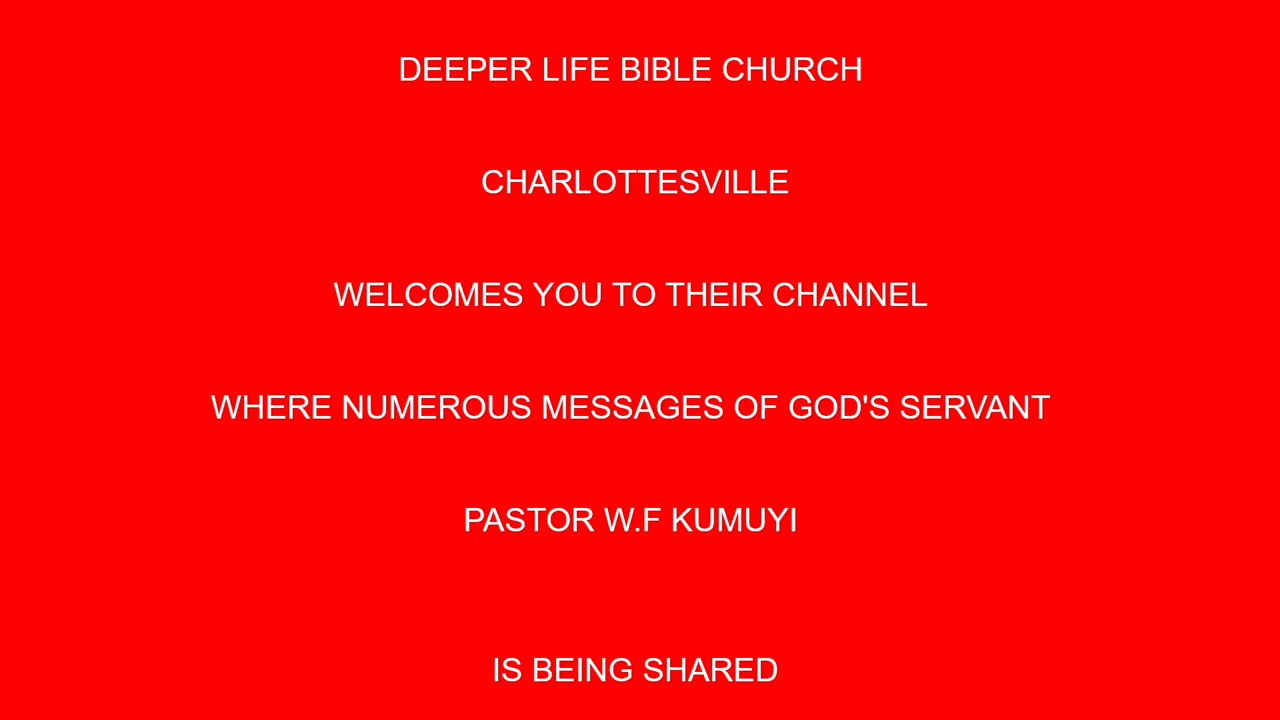 DEEPER LIFE BIBLE CHURCH
CHARLOTTESVILLE
WELCOMES YOU TO THEIR CHANNEL
WHERE NUMEROUS MESSAGES OF GOD'S SERVANT
PASTOR W.F KUMUYI
IS BEING SHARED